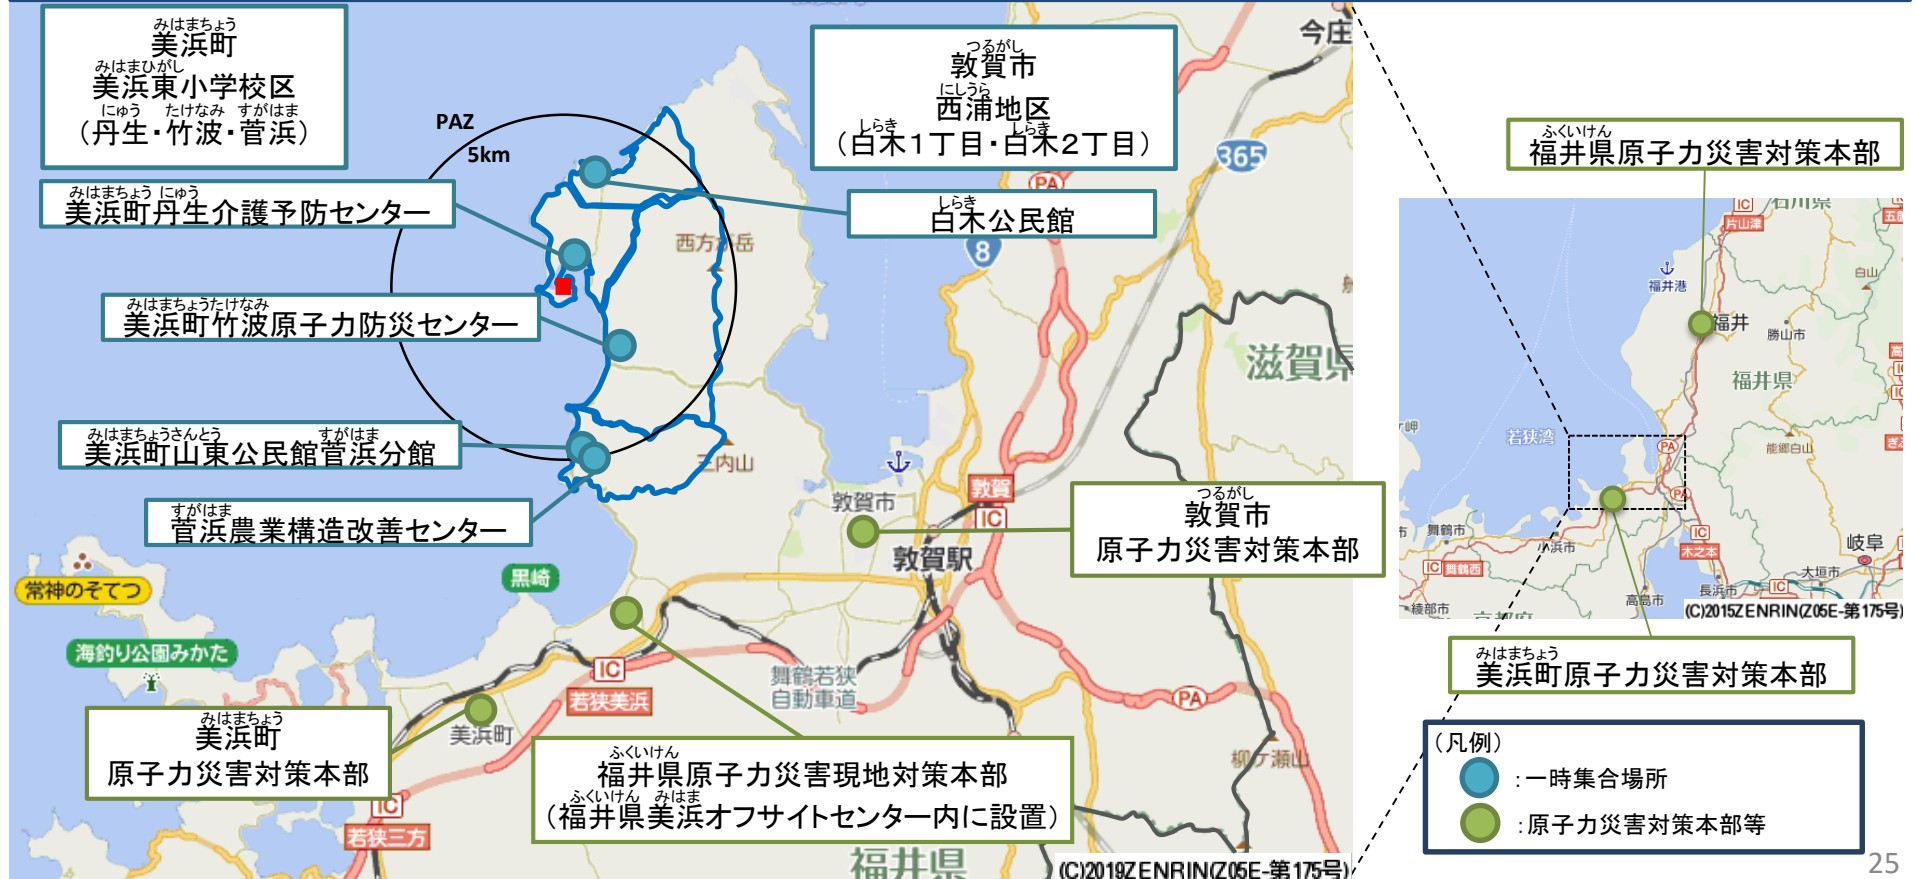 みはまちょう
美浜町
みはまひがし
美浜東小学校区
にゅう たけなみ すがはま
（丹生・竹波・菅浜）
PAZ
5km
つるがし
敦賀市
にしうら
西浦地区
しらき しらき
（白木１丁目・白木２丁目）
今庄
365
PA
みはまちょう にゅう
美浜町丹生介護予防センター
しらき
白木公民館
8
西方が岳
みはまちょうたけなみ
美浜町竹波原子力防災センター
滋賀県
みはまちょうさんとう すがはま
美浜町山東公民館菅浜分館
三内山
すがはま
菅浜農業構造改善センター
敦賀市
敦賀
IC
敦賀駅
つるがし
敦賀市
原子力災害対策本部
常神のそてつ
黒崎
海釣り公園みかた
IC
若狭美浜
舞鶴若狭
自動車道
PA
みはまちょう
美浜町
原子力災害対策本部
美浜町
IC
若狭三方
ふくいけん
福井県原子力災害現地対策本部
ふくいけん みはま
（福井県美浜オフサイトセンター内に設置）
柳ケ瀬山
福井県
(C)2019ZENRIN(Z05E-第175号)
ふくいけん
福井県原子力災害対策本部
IC
石川県
片山津
福井港
白山
福井
勝山市
福井県
若狭湾
PA
能郷白山
PA
舞鶴市
小浜市
IC
舞鶴西
IC
木之本
岐阜
大垣市
長浜市
IC
高島市
綾部市
京都府
(C)2015ZENRIN(Z05E-第175号)
みはまちょう
美浜町原子力災害対策本部
（凡例）
：一時集合場所
：原子力災害対策本部等
25